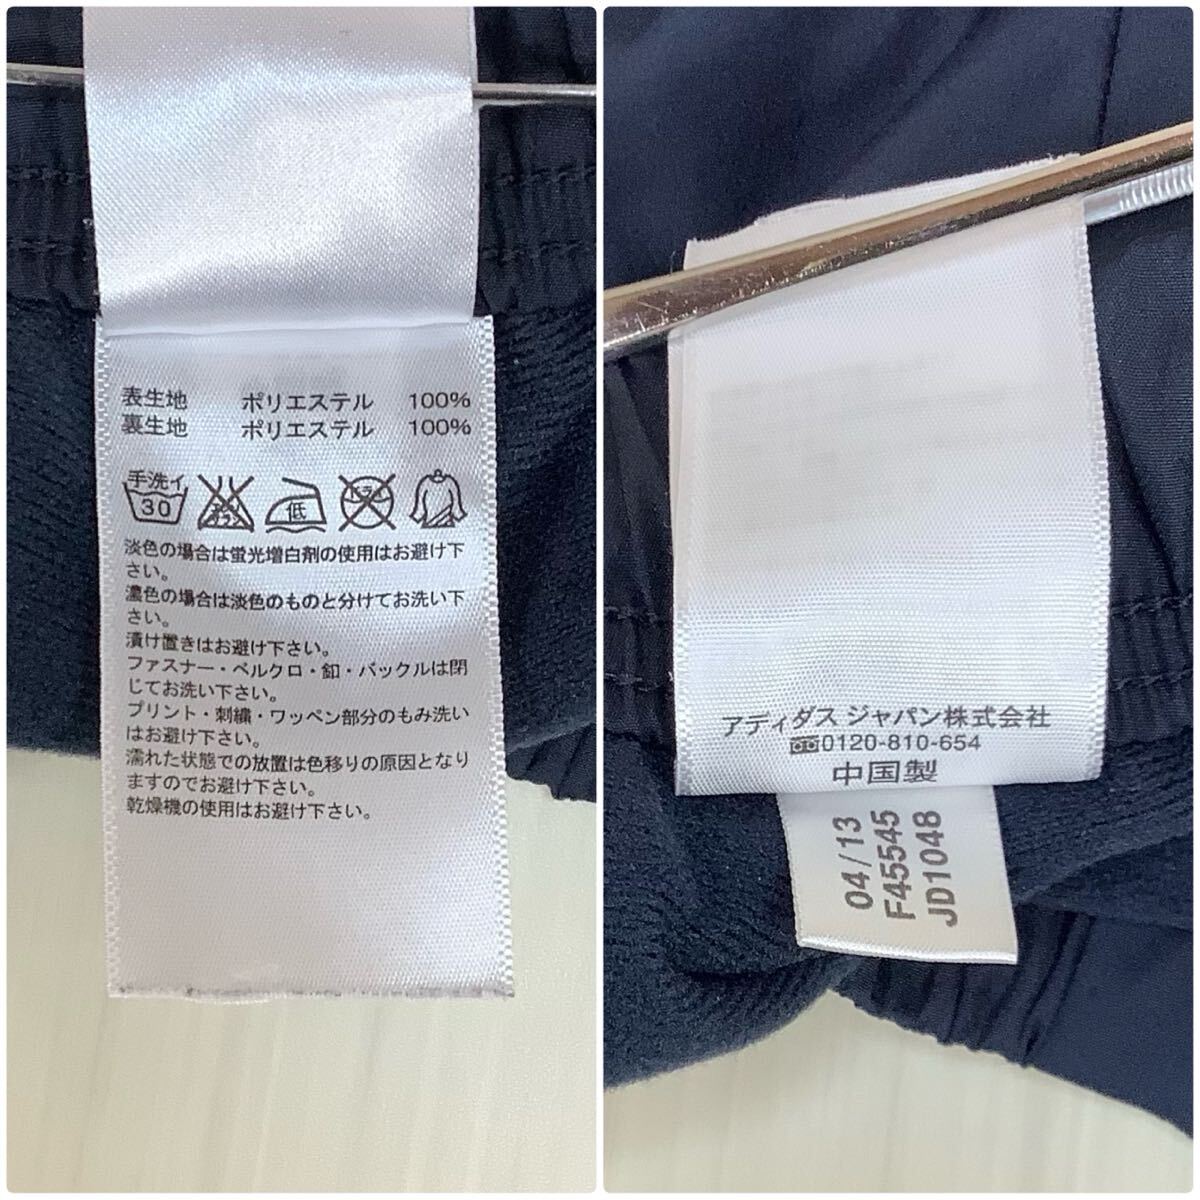 表生地 ポリエステル 100%
裏生地 ポリエステル 100%
手洗イ
30
低
淡色の場合は蛍光増白剤の使用はお避け下
さい。
濃色の場合は淡色のものと分けてお洗い下
さい。
漬け置きはお避け下さい。
ファスナー・ベルクロ・釦・バックルは閉
じてお洗い下さい。
プリント・刺繍・ワッペン部分のもみ洗い
はお避け下さい。
濡れた状態での放置は色移りの原因となり
ますのでお避け下さい。
乾燥機の使用はお避け下さい。
アディダス ジャパン株式会社
0120-810-654
中国製
04/13
F45545
JD1048